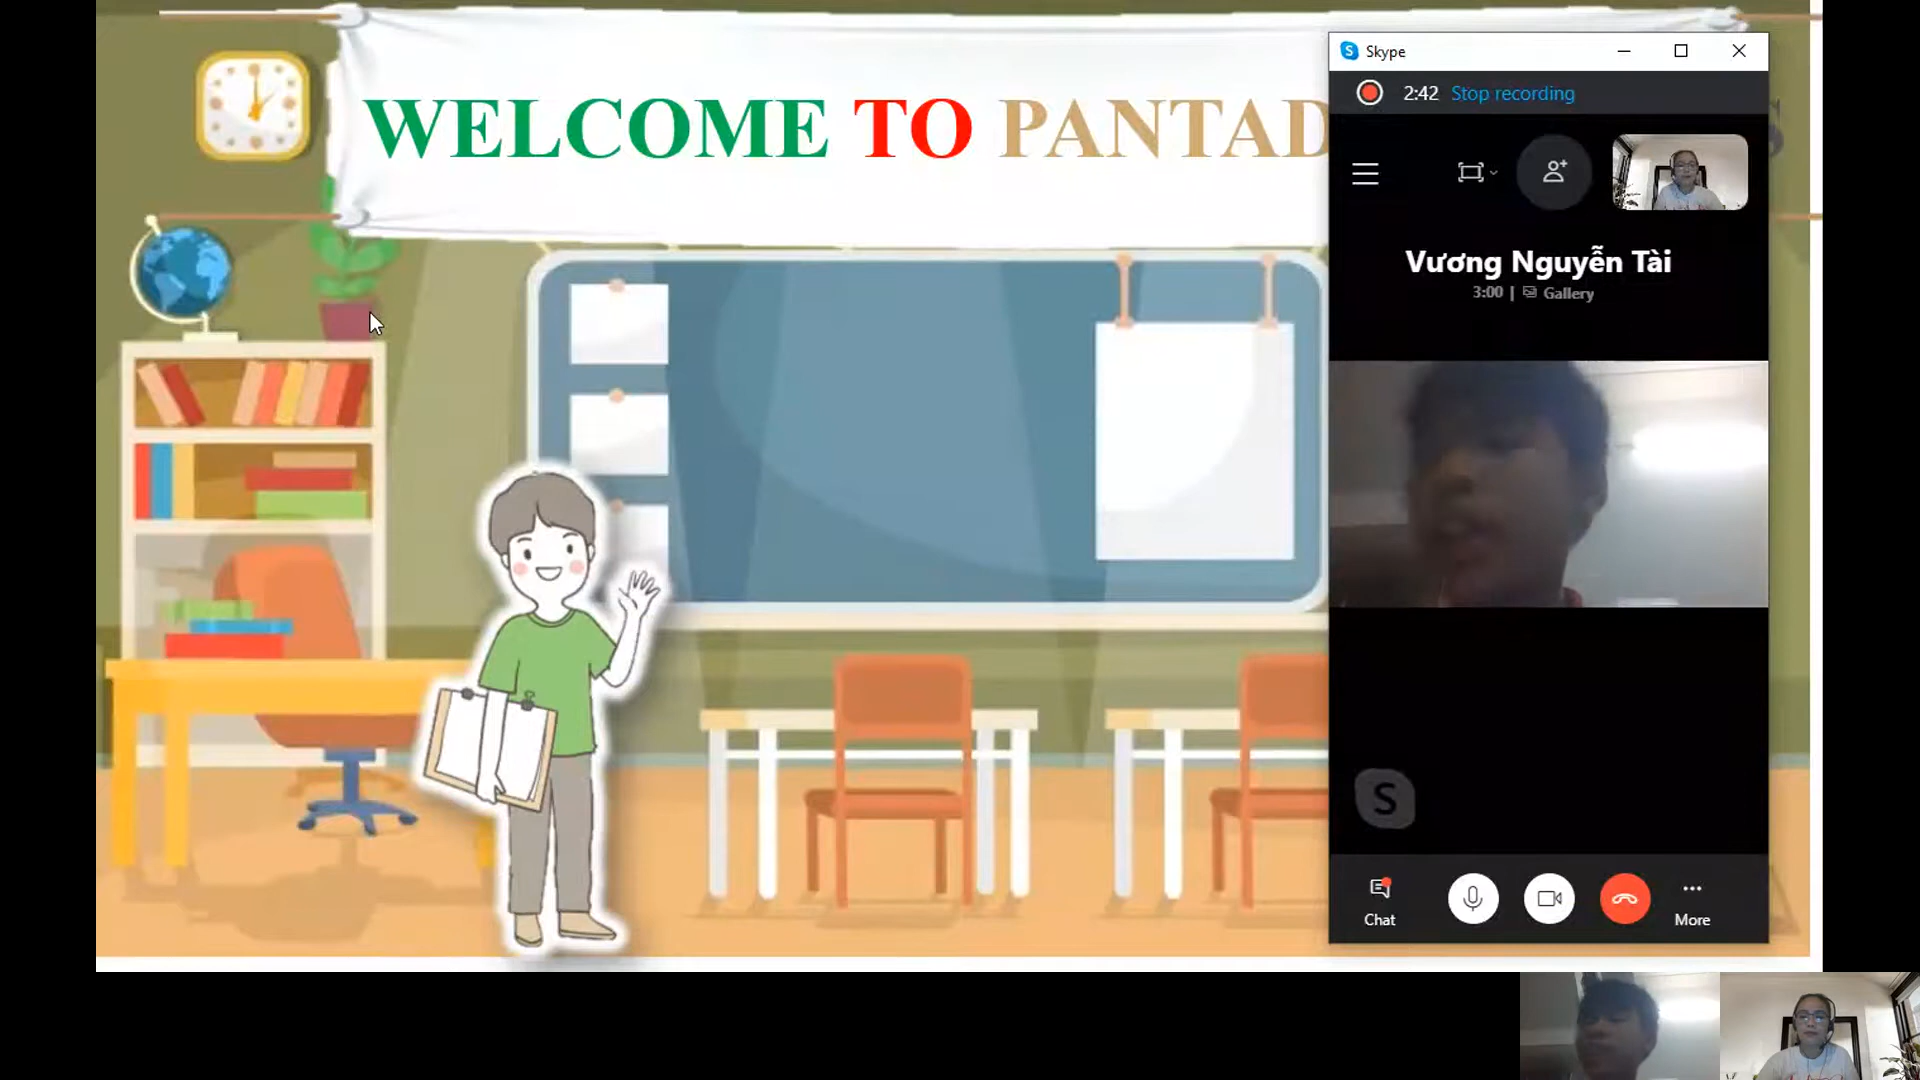 Skype
2:42 Stop recording
WELCOME TO PANTAD
Vương Nguyễn Tài
3:00 | Gallery
Chat
More